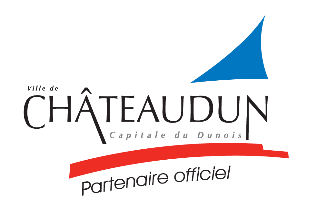 Ville de
CHÂTEAUDUN
Capitale du Dunois
Partenaire officiel